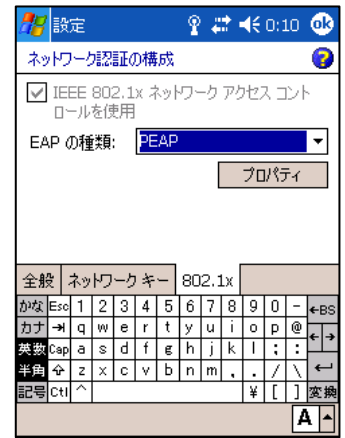 設定 0:10 ok
ネットワーク認証の構成 ?
IEEE 802.1x ネットワーク アクセス コント
ロールを使用
EAP の種類: PEAP
プロパティ
全般 ネットワーク キー 802.1x
かな Esc 1 2 3 4 5 6 7 8 9 0 - ←BS
カナ →| q w e r t y u i o p @ ← →
英数 Cap a s d f g h j k l ; :
半角 z x c v b n m , . / \ ↵
記号 Ctl ^ ¥ [ ] 変換
A